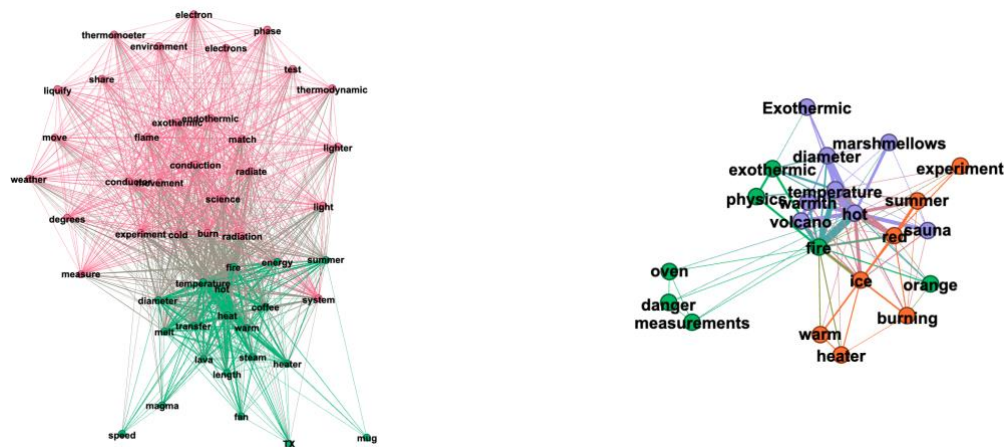 electron
phase
thermomoeter
environment
electrons
share
test
liquify
thermodynamic
exothermic
endothermic
move
flame
match
lighter
conduction
weather
conductor
movement
radiate
science
degrees
light
experiment
cold
burn
radiation
measure
fire
energy
summer
temperature
hot
system
diameter
coffee
heat
melt
transfer
warm
lava
steam
heater
length
magma
fan
speed
TX
mug
Exothermic
marshmellows
diameter
exothermic
experiment
temperature
physics
warmth
summer
hot
volcano
sauna
red
fire
oven
ice
orange
danger
measurements
burning
warm
heater